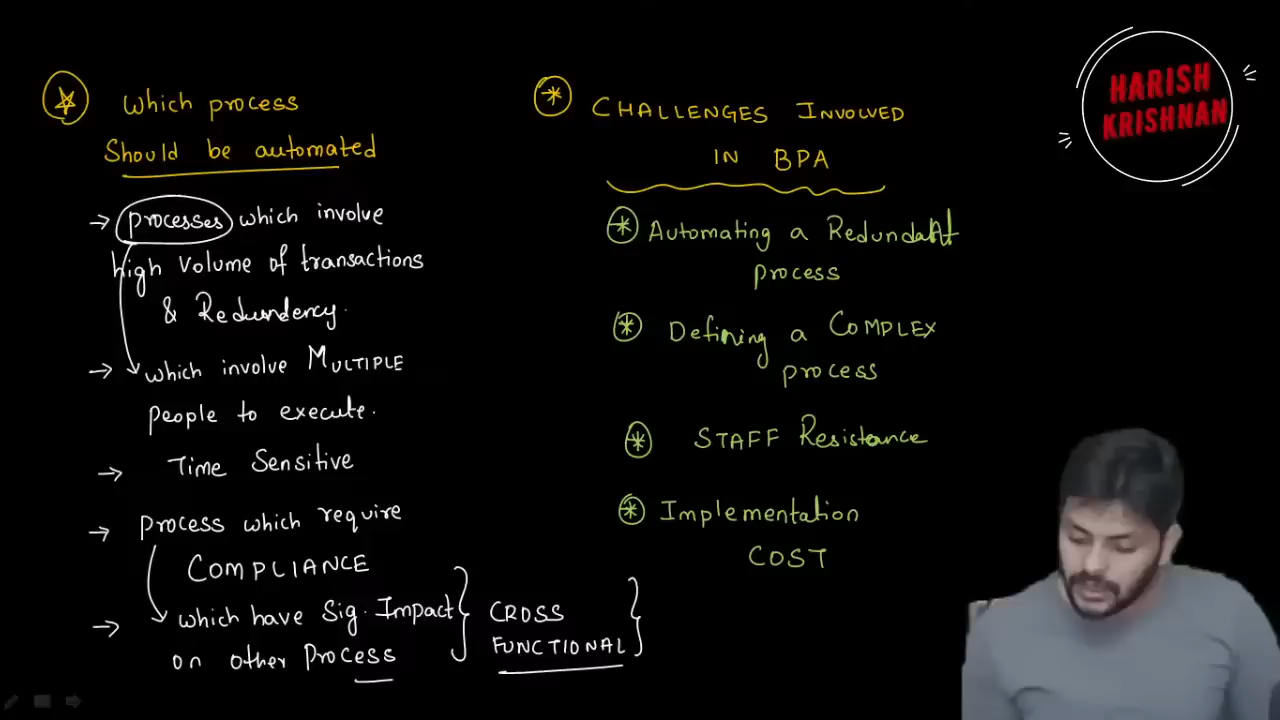 Which process
Should be automated
processes which involve
high volume of transactions
& Redundency.
which involve MULTIPLE
people to execute.
Time Sensitive
process which require
COMPLIANCE
which have Sig. Impact
on other Process
CROSS
FUNCTIONAL
CHALLENGES INVOLVED
IN BPA
Automating a Redundant
process
Defining a COMPLEX
process
STAFF Resistance
Implementation
COST
HARISH
KRISHNAN